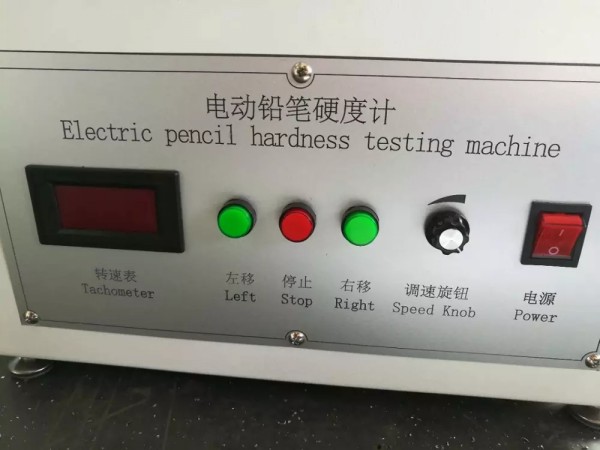 电动铅笔硬度计
Electric pencil hardness testing machine
转速表
Tachometer
左移
Left
停止
Stop
右移
Right
调速旋钮
Speed Knob
电源
Power